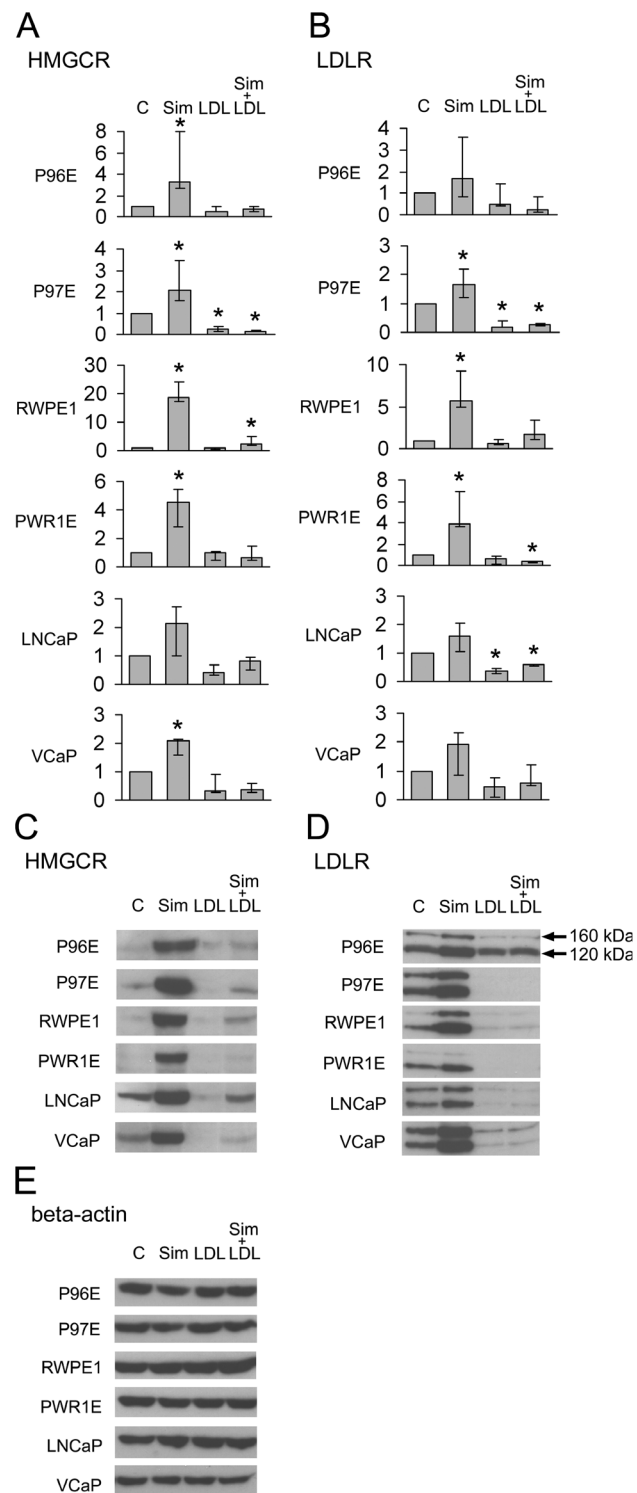 A B
HMGCR LDLR
C Sim LDL Sim + LDL C Sim LDL Sim + LDL
P96E 8 6 4 2 0 * P96E 4 3 2 1 0
P97E 4 3 2 1 0 * * * P97E 3 2 1 0 * * *
RWPE1 30 20 10 0 * * RWPE1 10 5 0 *
PWR1E 6 4 2 0 * PWR1E 8 6 4 2 0 * *
LNCaP 3 2 1 0 LNCaP 3 2 1 0 * *
VCaP 3 2 1 0 * VCaP 3 2 1 0
C D
HMGCR LDLR
C Sim LDL Sim + LDL C Sim LDL Sim + LDL
P96E P96E 160 kDa
120 kDa
P97E P97E
RWPE1 RWPE1
PWR1E PWR1E
LNCaP LNCaP
VCaP VCaP
E
beta-actin
C Sim LDL Sim + LDL
P96E
P97E
RWPE1
PWR1E
LNCaP
VCaP